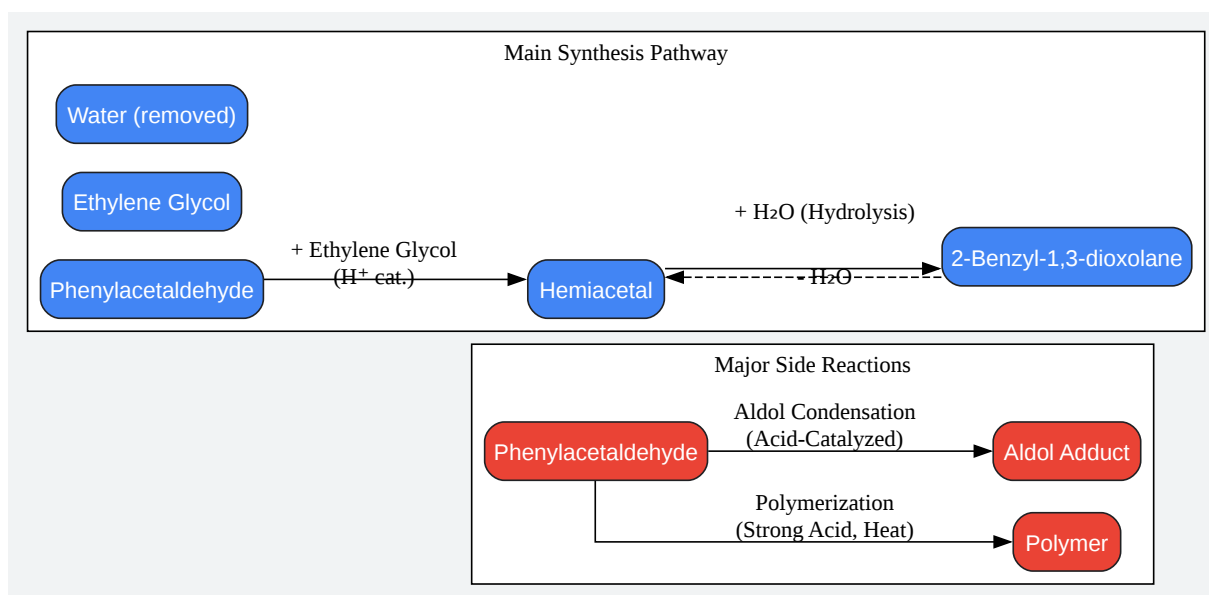 Main Synthesis Pathway
Water (removed)
Ethylene Glycol
Phenylacetaldehyde
+ Ethylene Glycol
(H⁺ cat.)
Hemiacetal
+ H₂O (Hydrolysis)
- H₂O
2-Benzyl-1,3-dioxolane
Major Side Reactions
Phenylacetaldehyde
Aldol Condensation
(Acid-Catalyzed)
Aldol Adduct
Polymerization
(Strong Acid, Heat)
Polymer